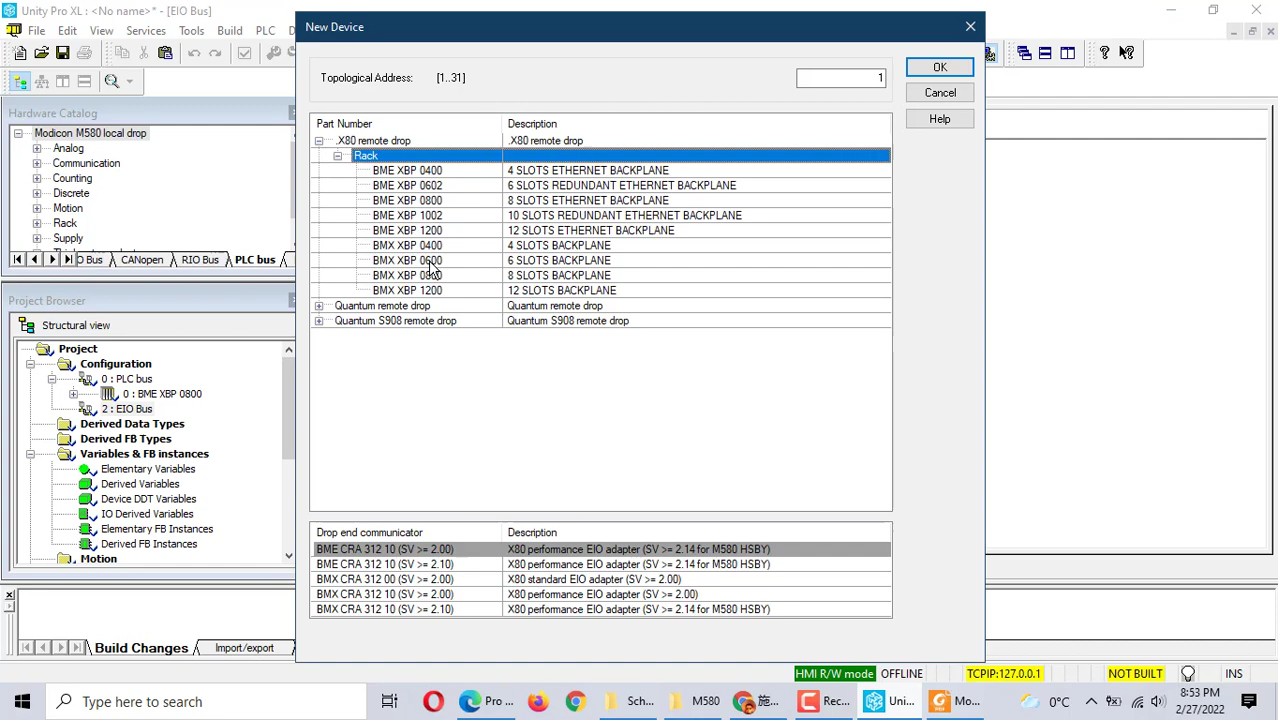 Unity Pro XL : <No name>* - [EIO Bus]
File Edit View Services Tools Build PLC
Hardware Catalog
Modicon M580 local drop
Analog
Communication
Counting
Discrete
Motion
Rack
Supply
O Bus CANopen RIO Bus PLC bus
Project Browser
Structural view
Project
Configuration
0 : PLC bus
0 : BME XBP 0800
2 : EIO Bus
Derived Data Types
Derived FB Types
Variables & FB instances
Elementary Variables
Derived Variables
Device DDT Variables
IO Derived Variables
Elementary FB Instances
Derived FB Instances
Motion
Build Changes Import/export
New Device
Topological Address: [1..31] 1
OK
Cancel
Help
Part Number Description
.X80 remote drop .X80 remote drop
Rack
BME XBP 0400 4 SLOTS ETHERNET BACKPLANE
BME XBP 0602 6 SLOTS REDUNDANT ETHERNET BACKPLANE
BME XBP 0800 8 SLOTS ETHERNET BACKPLANE
BME XBP 1002 10 SLOTS REDUNDANT ETHERNET BACKPLANE
BME XBP 1200 12 SLOTS ETHERNET BACKPLANE
BMX XBP 0400 4 SLOTS BACKPLANE
BMX XBP 0600 6 SLOTS BACKPLANE
BMX XBP 0800 8 SLOTS BACKPLANE
BMX XBP 1200 12 SLOTS BACKPLANE
Quantum remote drop Quantum remote drop
Quantum S908 remote drop Quantum S908 remote drop
Drop end communicator Description
BME CRA 312 10 (SV >= 2.00) X80 performance EIO adapter (SV >= 2.14 for M580 HSBY)
BME CRA 312 10 (SV >= 2.10) X80 performance EIO adapter (SV >= 2.14 for M580 HSBY)
BMX CRA 312 00 (SV >= 2.00) X80 standard EIO adapter (SV >= 2.00)
BMX CRA 312 10 (SV >= 2.00) X80 performance EIO adapter (SV >= 2.00)
BMX CRA 312 10 (SV >= 2.10) X80 performance EIO adapter (SV >= 2.14 for M580 HSBY)
HMI R/W mode OFFLINE TCPIP:127.0.0.1 NOT BUILT INS
Type here to search
Pro ... Sch... M580 施... Rec... Uni... Mo...
0°C
8:53 PM
2/27/2022